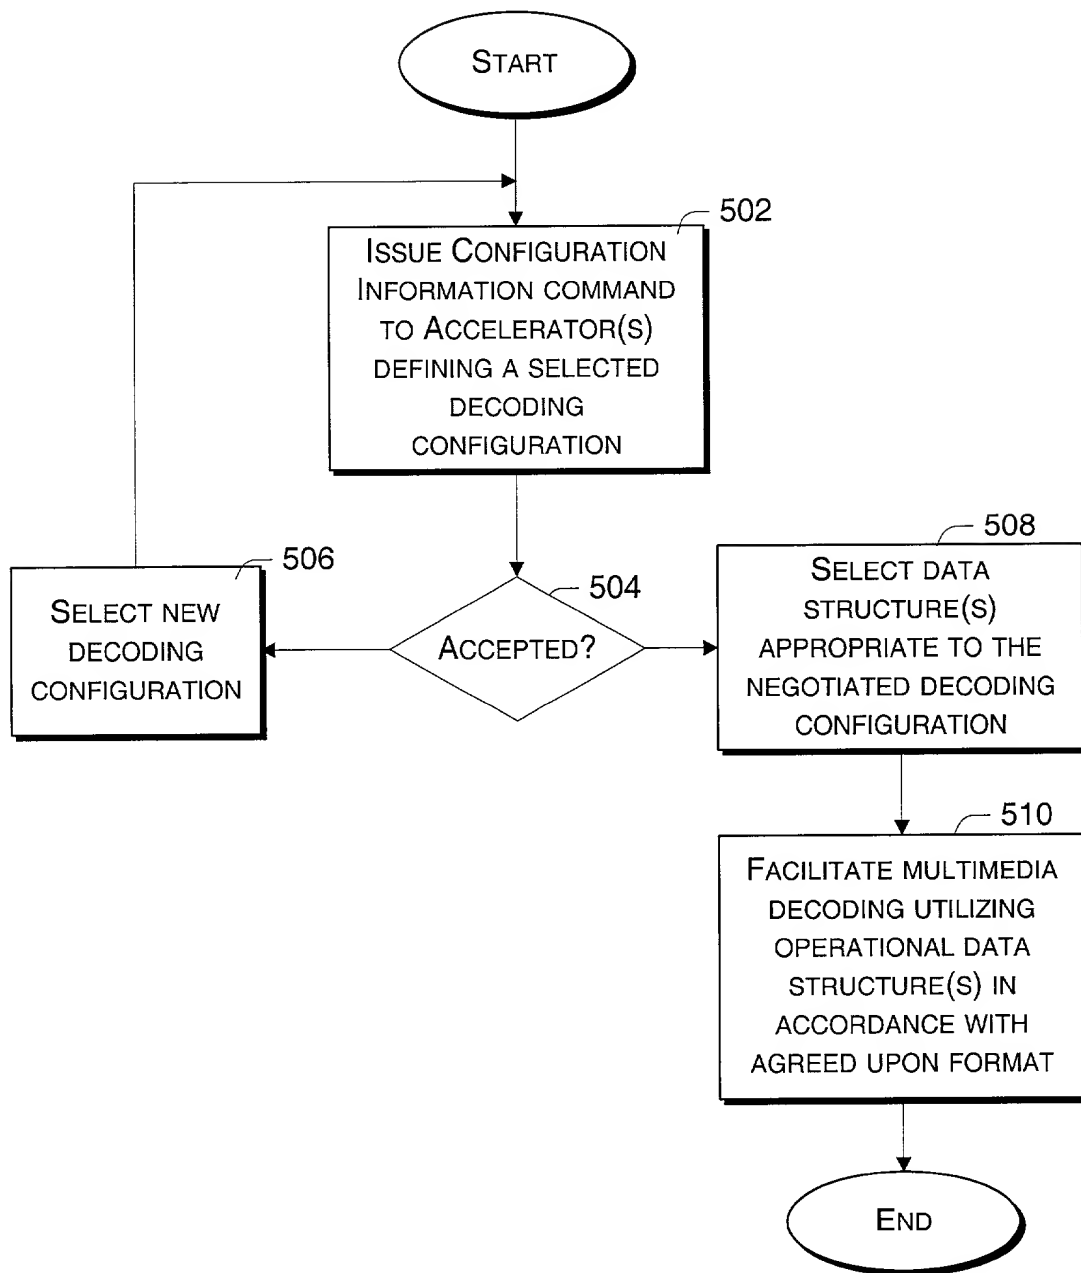 START
502
ISSUE CONFIGURATION
INFORMATION COMMAND
TO ACCELERATOR(S)
DEFINING A SELECTED
DECODING
CONFIGURATION
506
SELECT NEW
DECODING
CONFIGURATION
504
ACCEPTED?
508
SELECT DATA
STRUCTURE(S)
APPROPRIATE TO THE
NEGOTIATED DECODING
CONFIGURATION
510
FACILITATE MULTIMEDIA
DECODING UTILIZING
OPERATIONAL DATA
STRUCTURE(S) IN
ACCORDANCE WITH
AGREED UPON FORMAT
END